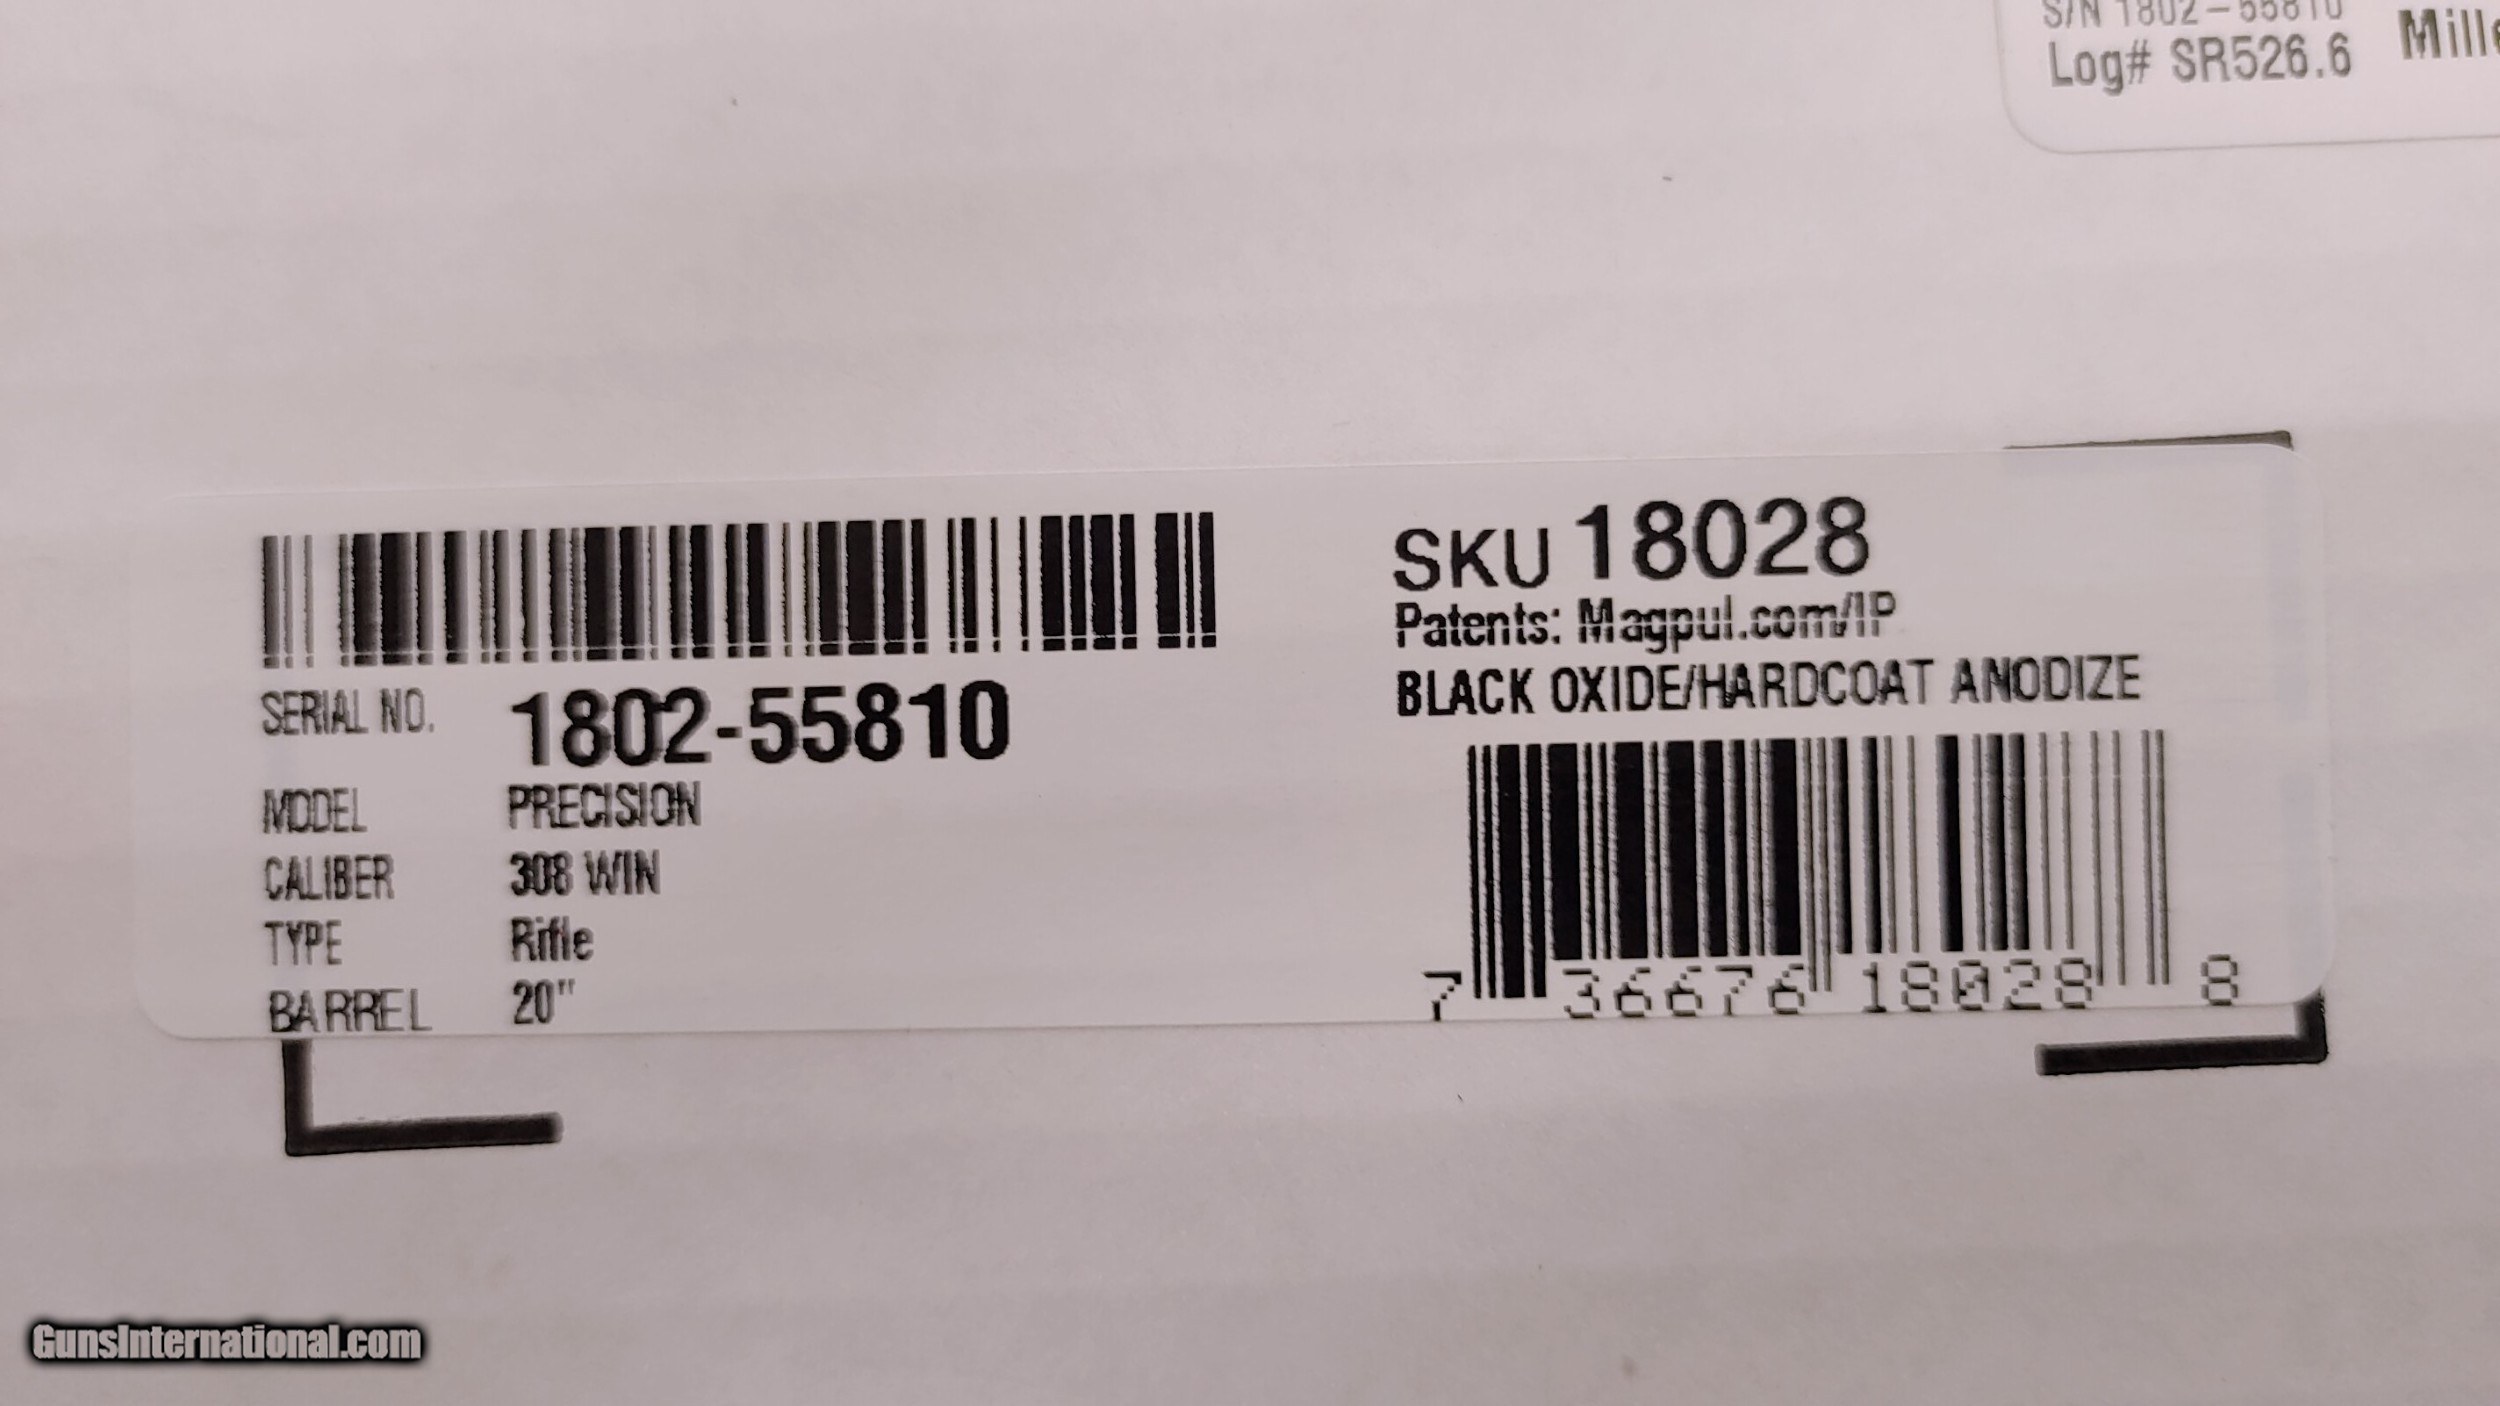 S/N 1802-55810
Log# SR526.6
SKU 18028
Patents: Magpul.com/IP
BLACK OXIDE/HARDCOAT ANODIZE
7 36676 18028 8
SERIAL NO. 1802-55810
MODEL PRECISION
CALIBER 308 WIN
TYPE Rifle
BARREL 20"
GunsInternational.com